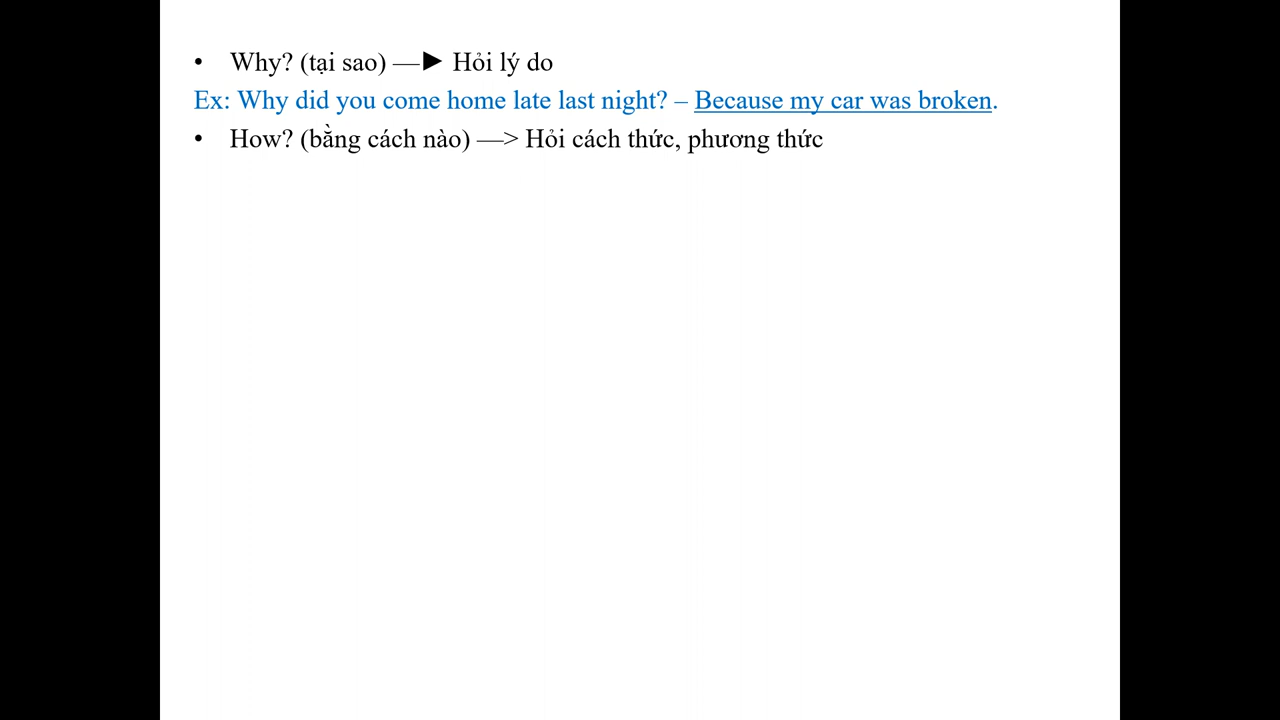 • Why? (tại sao) —► Hỏi lý do
Ex: Why did you come home late last night? – Because my car was broken.
• How? (bằng cách nào) —> Hỏi cách thức, phương thức